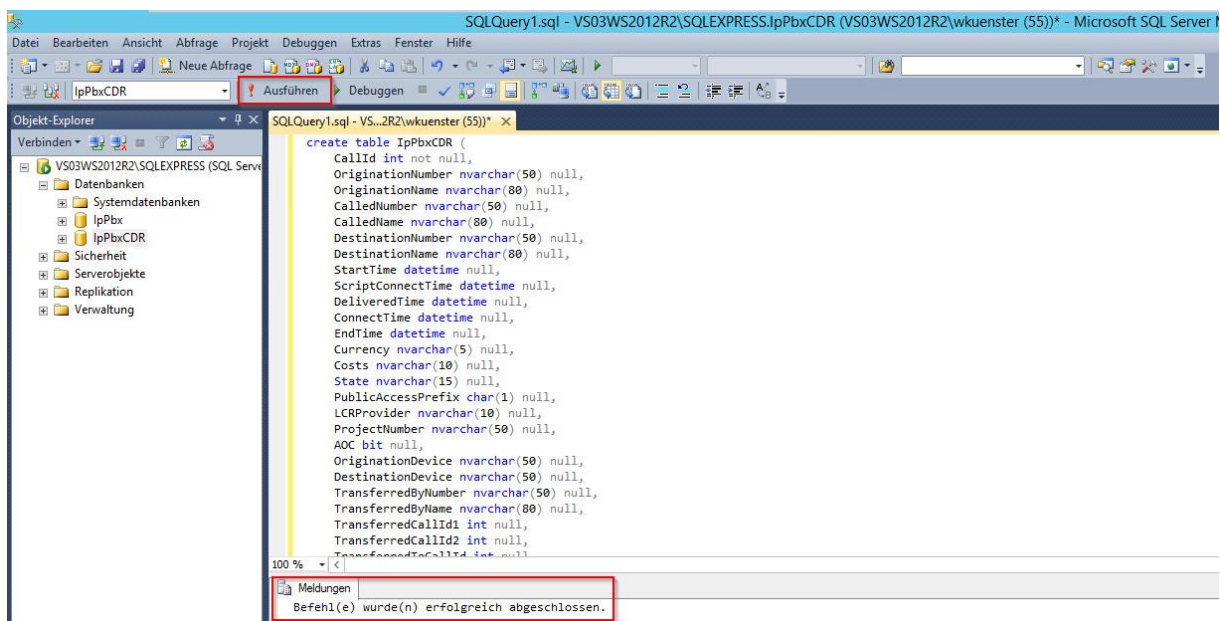 SQLQuery1.sql - VS03WS2012R2\SQLEXPRESS.IpPbxCDR (VS03WS2012R2\wkuenster (55))* - Microsoft SQL Server
Datei Bearbeiten Ansicht Abfrage Projekt Debuggen Extras Fenster Hilfe
Neue Abfrage
IpPbxCDR Ausführen Debuggen
Objekt-Explorer
Verbinden
VS03WS2012R2\SQLEXPRESS (SQL Serve
Datenbanken
Systemdatenbanken
IpPbx
IpPbxCDR
Sicherheit
Serverobjekte
Replikation
Verwaltung
SQLQuery1.sql - VS...2R2\wkuenster (55))*
create table IpPbxCDR (
CallId int not null,
OriginationNumber nvarchar(50) null,
OriginationName nvarchar(80) null,
CalledNumber nvarchar(50) null,
CalledName nvarchar(80) null,
DestinationNumber nvarchar(50) null,
DestinationName nvarchar(80) null,
StartTime datetime null,
ScriptConnectTime datetime null,
DeliveredTime datetime null,
ConnectTime datetime null,
EndTime datetime null,
Currency nvarchar(5) null,
Costs nvarchar(10) null,
State nvarchar(15) null,
PublicAccessPrefix char(1) null,
LCRProvider nvarchar(10) null,
ProjectNumber nvarchar(50) null,
AOC bit null,
OriginationDevice nvarchar(50) null,
DestinationDevice nvarchar(50) null,
TransferredByNumber nvarchar(50) null,
TransferredByName nvarchar(80) null,
TransferredCallId1 int null,
TransferredCallId2 int null,
TransferredToCallId int null
100 %
Meldungen
Befehl(e) wurde(n) erfolgreich abgeschlossen.